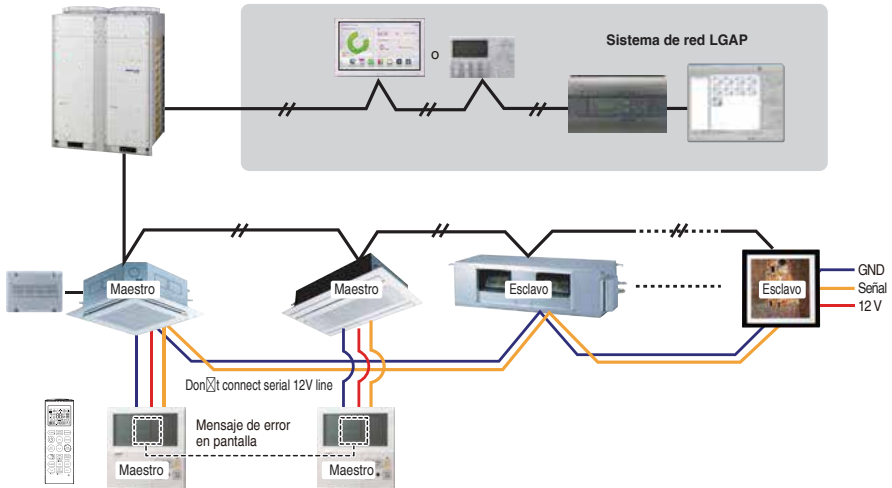 Sistema de red LGAP
o
Maestro
Maestro
Esclavo
Esclavo
GND
Señal
12 V
Don☒t connect serial 12V line
Mensaje de error
en pantalla
Maestro
Maestro